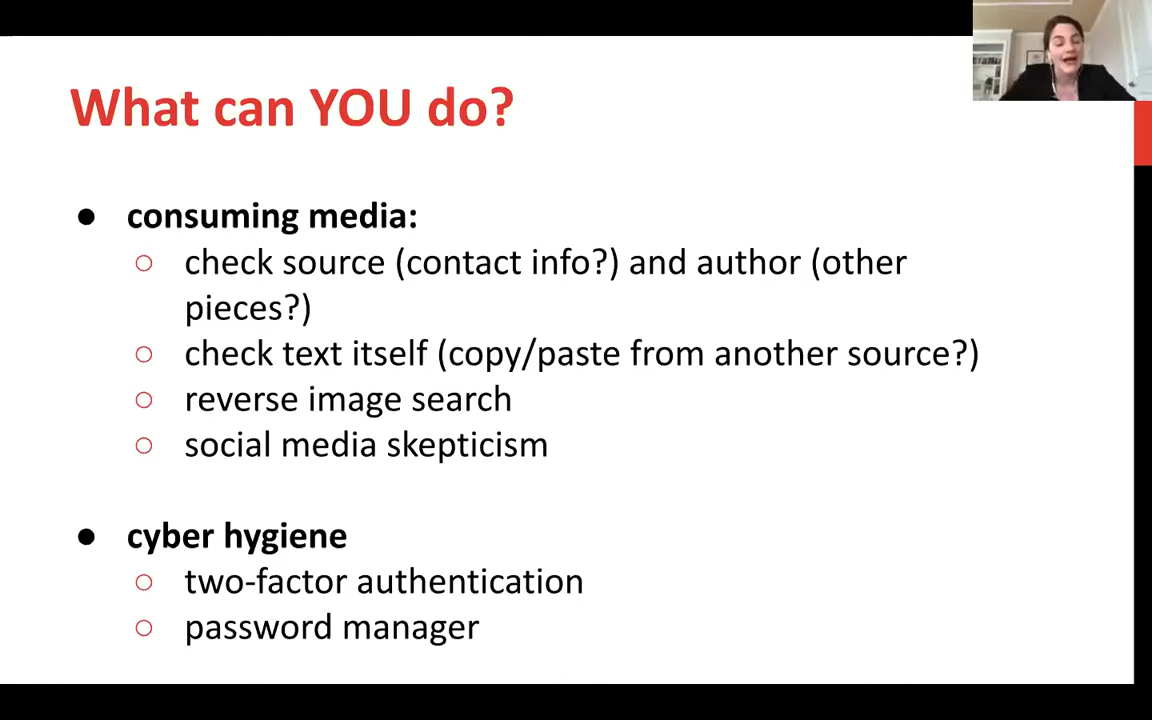 What can YOU do?
● consuming media:
○ check source (contact info?) and author (other
pieces?)
○ check text itself (copy/paste from another source?)
○ reverse image search
○ social media skepticism
● cyber hygiene
○ two-factor authentication
○ password manager